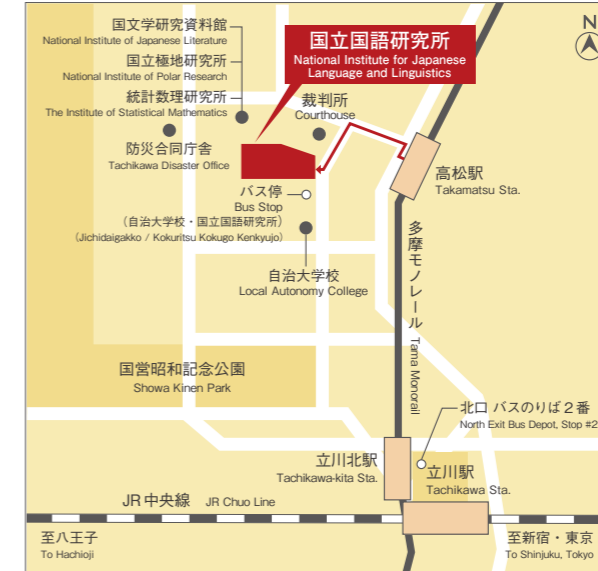 国文学研究資料館
National Institute of Japanese Literature
国立極地研究所
National Institute of Polar Research
統計数理研究所
The Institute of Statistical Mathematics
国立国語研究所
National Institute for Japanese
Language and Linguistics
N
裁判所
Courthouse
防災合同庁舎
Tachikawa Disaster Office
高松駅
Takamatsu Sta.
バス停
Bus Stop
(自治大学校・国立国語研究所)
(Jichidaigakko / Kokuritsu Kokugo Kenkyujo)
自治大学校
Local Autonomy College
多摩モノレール
Tama Monorail
国営昭和記念公園
Showa Kinen Park
北口 バスのりば2番
North Exit Bus Depot, Stop #2
立川北駅
Tachikawa-kita Sta.
立川駅
Tachikawa Sta.
JR中央線 JR Chuo Line
至八王子
To Hachioji
至新宿・東京
To Shinjuku, Tokyo